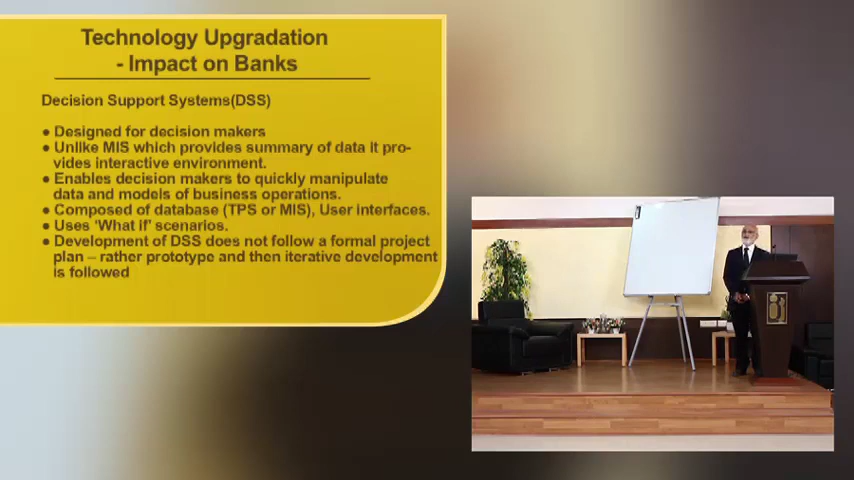 Technology Upgradation
- Impact on Banks
Decision Support Systems(DSS)
● Designed for decision makers
● Unlike MIS which provides summary of data it pro-
vides interactive environment.
● Enables decision makers to quickly manipulate
data and models of business operations.
● Composed of database (TPS or MIS), User interfaces.
● Uses ‘What if’ scenarios.
● Development of DSS does not follow a formal project
plan – rather prototype and then iterative development
is followed